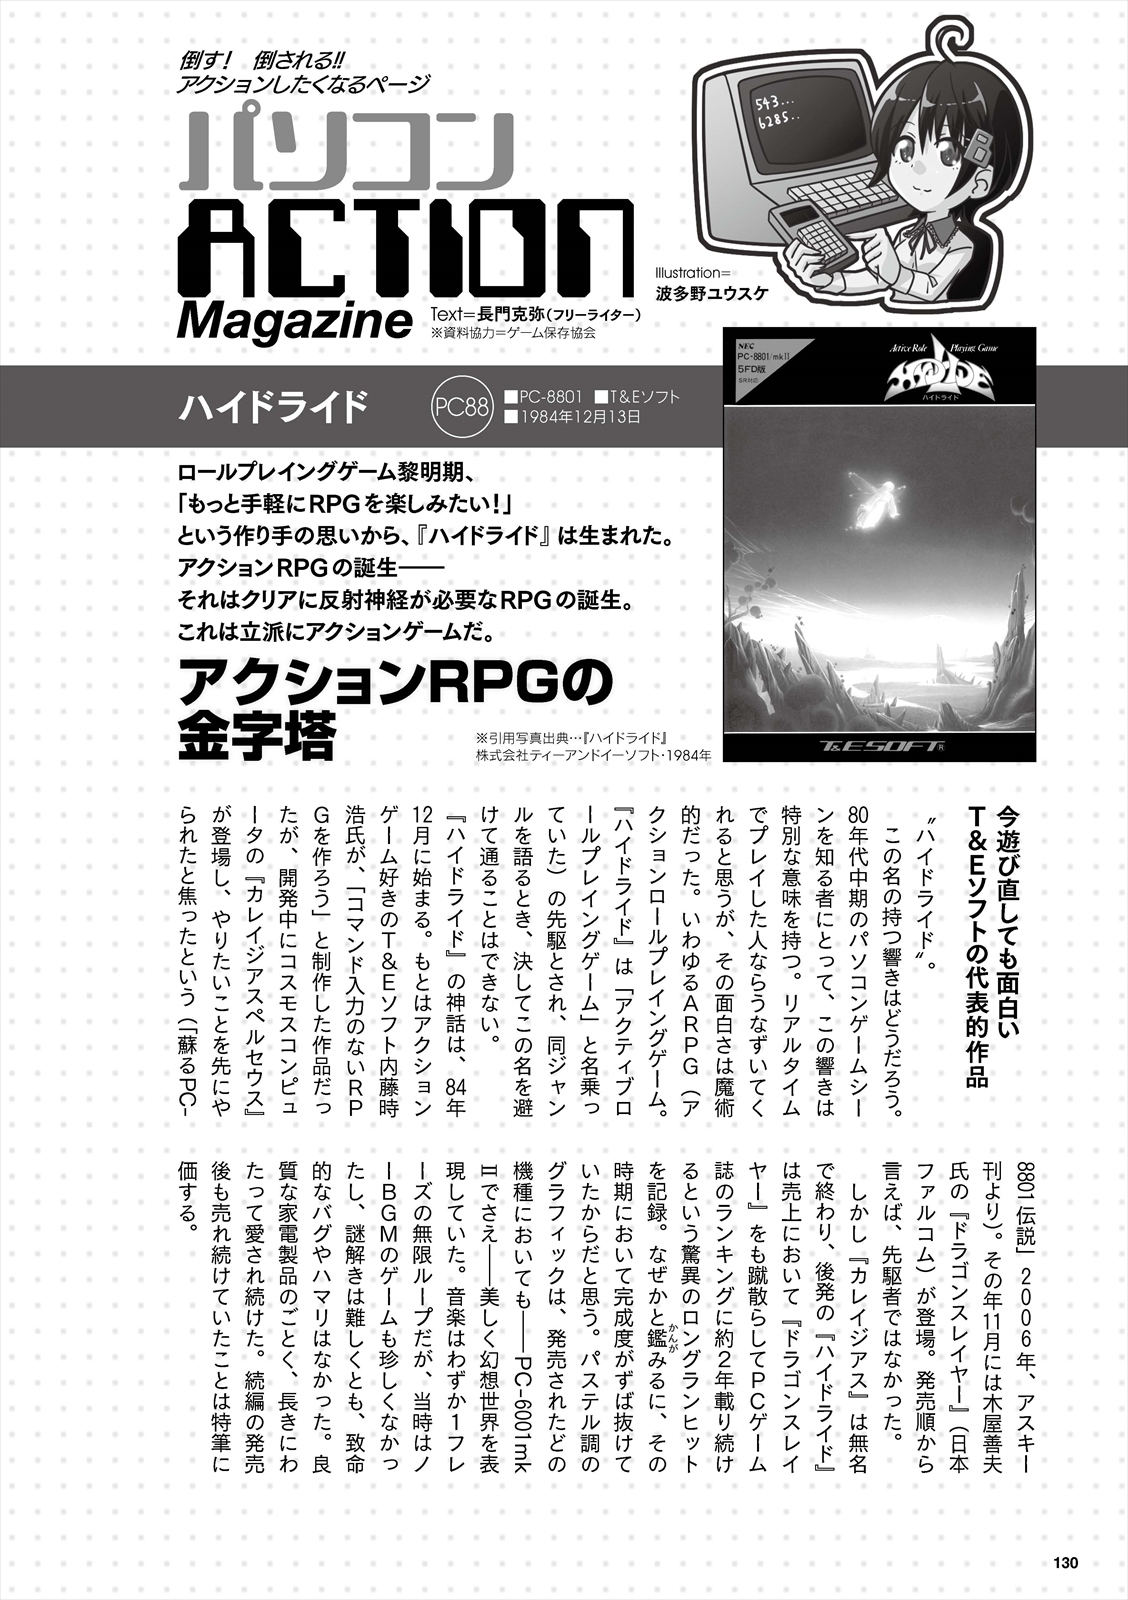 倒す！　倒される!!
アクションしたくなるページ
パソコン
ACTION
Magazine
Text=長門克弥（フリーライター）
※資料協力=ゲーム保存協会
543...
6285..
B
Illustration=
波多野ユウスケ
ハイドライド
PC88
■PC-8801　■T&Eソフト
■1984年12月13日
NEC
PC-8801/mkII
5FD版
SR対応
Active Role Playing Game
HYDLIDE
ハイドライド
T&ESOFT
ロールプレイングゲーム黎明期、
「もっと手軽にRPGを楽しみたい！」
という作り手の思いから、『ハイドライド』は生まれた。
アクションRPGの誕生――
それはクリアに反射神経が必要なRPGの誕生。
これは立派にアクションゲームだ。
アクションRPGの
金字塔
※引用写真出典…『ハイドライド』
株式会社ティーアンドイーソフト・1984年
今遊び直しても面白い
T&Eソフトの代表的作品
〝ハイドライド〟。
　この名の持つ響きはどうだろう。
80年代中期のパソコンゲームシー
ンを知る者にとって、この響きは
特別な意味を持つ。リアルタイム
でプレイした人ならうなずいてく
れると思うが、その面白さは魔術
的だった。いわゆるARPG（ア
クションロールプレイングゲーム。
『ハイドライド』は「アクティブロ
ールプレイングゲーム」と名乗っ
ていた）の先駆とされ、同ジャン
ルを語るとき、決してこの名を避
けて通ることはできない。
『ハイドライド』の神話は、84年
12月に始まる。もとはアクション
ゲーム好きのT&Eソフト内藤時
浩氏が、「コマンド入力のないRP
Gを作ろう」と制作した作品だっ
たが、開発中にコスモスコンピュ
ータの『カレイジアスペルセウス』
が登場し、やりたいことを先にや
られたと焦ったという（「蘇るPC-
8801伝説」2006年、アスキー
刊より）。その年11月には木屋善夫
氏の『ドラゴンスレイヤー』（日本
ファルコム）が登場。発売順から
言えば、先駆者ではなかった。
　しかし『カレイジアス』は無名
で終わり、後発の『ハイドライド』
は売上において『ドラゴンスレイ
ヤー』をも蹴散らしてPCゲーム
誌のランキングに約2年載り続け
るという驚異のロングランヒット
を記録。なぜかと鑑（かんが）みるに、その
時期において完成度がずば抜けて
いたからだと思う。パステル調の
グラフィックは、発売されたどの
機種においても――PC-6001mk
IIでさえ――美しく幻想世界を表
現していた。音楽はわずか1フレ
ーズの無限ループだが、当時はノ
ーBGMのゲームも珍しくなかっ
たし、謎解きは難しくとも、致命
的なバグやハマリはなかった。良
質な家電製品のごとく、長きにわ
たって愛され続けた。続編の発売
後も売れ続けていたことは特筆に
価する。
130